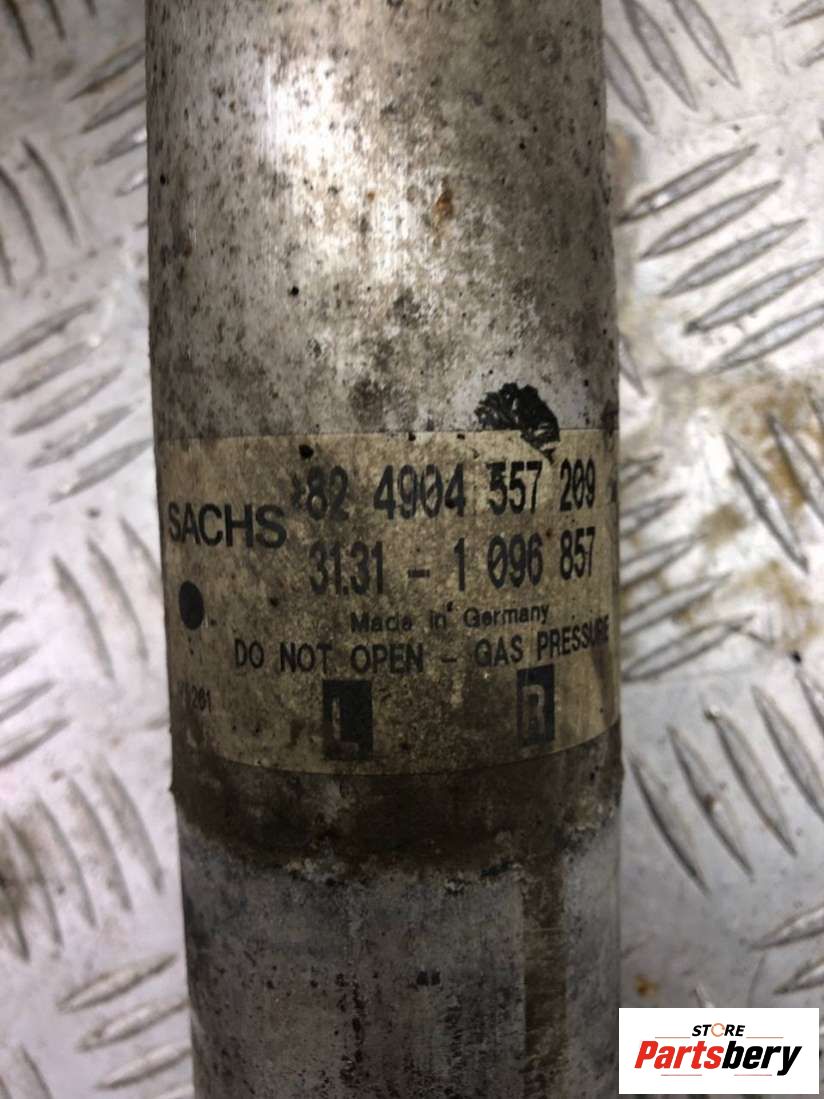 SACHS 82 4904 557 209
31.31 - 1 096 857
Made in Germany
DO NOT OPEN - GAS PRESSURE
L R
STORE
Partsbery